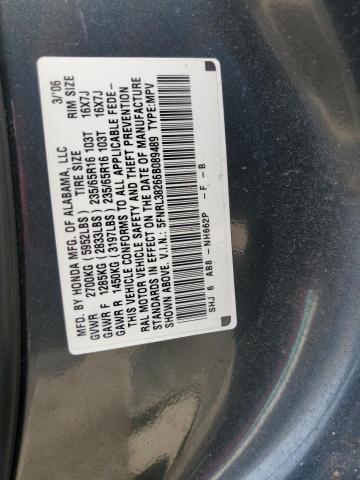 MFD. BY HONDA MFG. OF ALABAMA, LLC 3/06
TIRE SIZE RIM SIZE
GVWR 2700KG (5952LBS)
GAWR F 1285KG (2833LBS) 235/65R16 103T 16X7J
GAWR R 1450KG (3197LBS) 235/65R16 103T 16X7J
THIS VEHICLE CONFORMS TO ALL APPLICABLE FEDE-
RAL MOTOR VEHICLE SAFETY AND THEFT PREVENTION
STANDARDS IN EFFECT ON THE DATE OF MANUFACTURE
SHOWN ABOVE. V.I.N: 5FNRL38266B089489 TYPE:MPV
SHJ 6 AB8 -NH662P -F -B